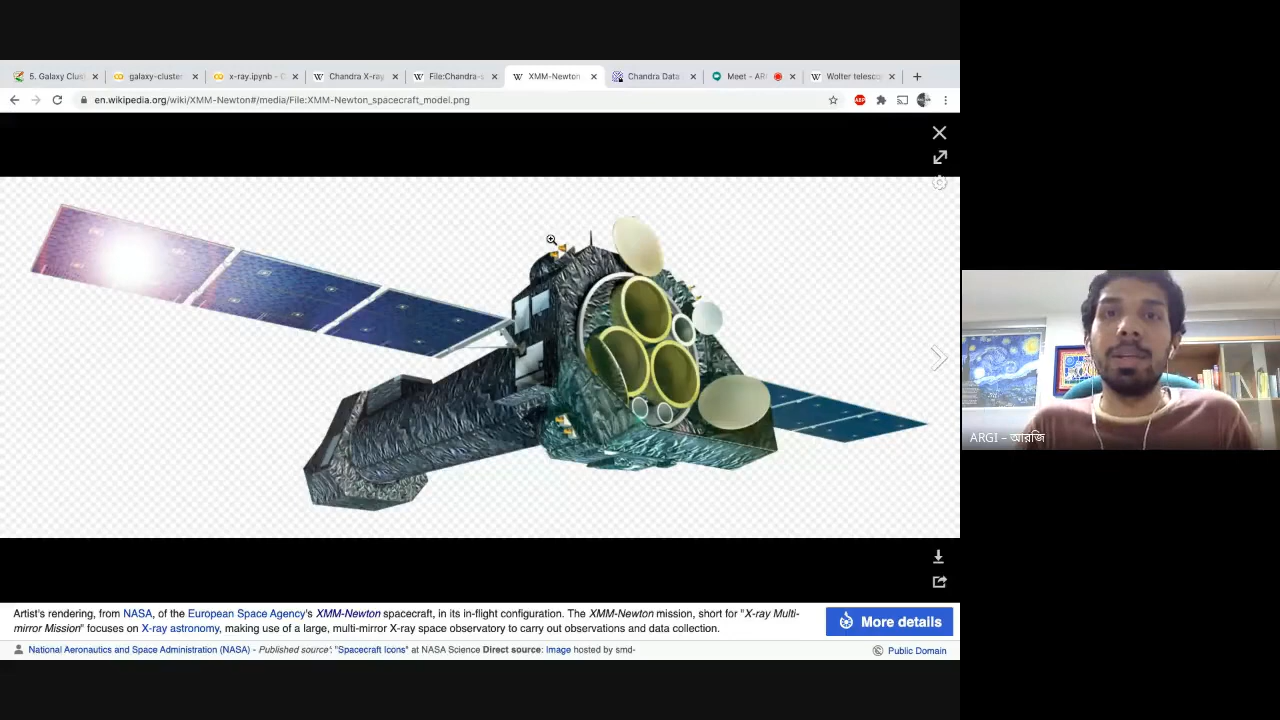 5. Galaxy Clus
galaxy-cluster
x-ray.ipynb - C
Chandra X-ray
File:Chandra-
XMM-Newton
Chandra Data
Meet - AR
Wolter telesco
en.wikipedia.org/wiki/XMM-Newton#/media/File:XMM-Newton_spacecraft_model.png
ABP
ARGI – আরজি
Artist's rendering, from NASA, of the European Space Agency's XMM-Newton spacecraft, in its in-flight configuration. The XMM-Newton mission, short for "X-ray Multi-
mirror Mission" focuses on X-ray astronomy, making use of a large, multi-mirror X-ray space observatory to carry out observations and data collection.
More details
National Aeronautics and Space Administration (NASA) - Published source': "Spacecraft Icons" at NASA Science Direct source: Image hosted by smd-
Public Domain